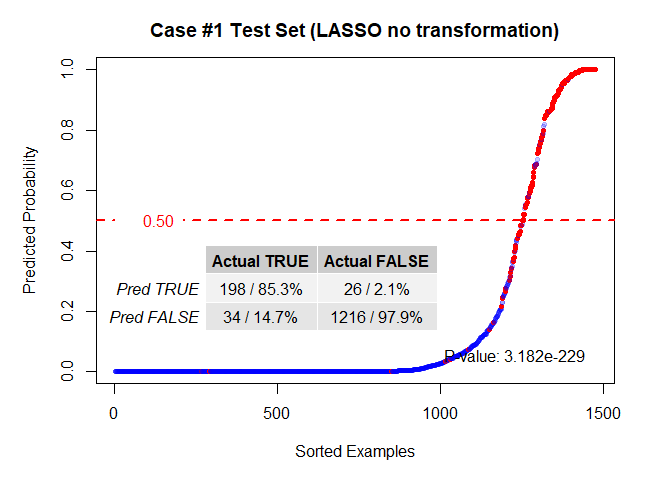 Case #1 Test Set (LASSO no transformation)
Predicted Probability
1.0
0.8
0.6
0.4
0.2
0.0
0.50
Actual TRUE Actual FALSE
Pred TRUE 198 / 85.3% 26 / 2.1%
Pred FALSE 34 / 14.7% 1216 / 97.9%
P-value: 3.182e-229
0 500 1000 1500
Sorted Examples